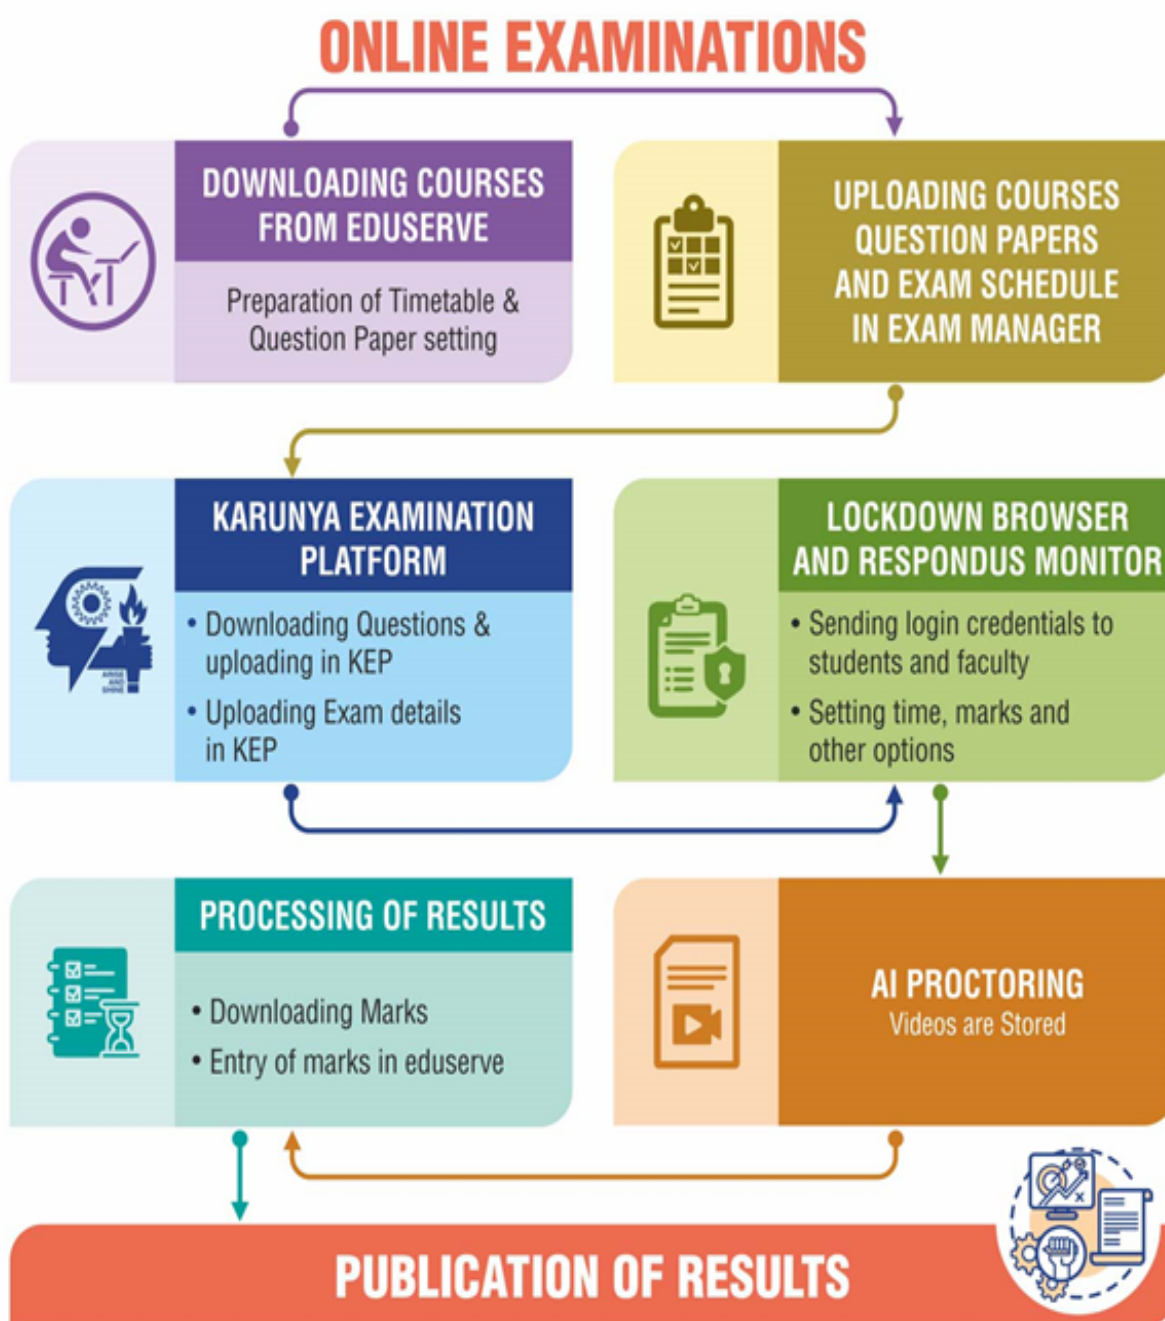 ONLINE EXAMINATIONS
DOWNLOADING COURSES
FROM EDUSERVE
Preparation of Timetable &
Question Paper setting
UPLOADING COURSES
QUESTION PAPERS
AND EXAM SCHEDULE
IN EXAM MANAGER
KARUNYA EXAMINATION
PLATFORM
• Downloading Questions &
uploading in KEP
• Uploading Exam details
in KEP
ARISE
AND
SHINE
LOCKDOWN BROWSER
AND RESPONDUS MONITOR
• Sending login credentials to
students and faculty
• Setting time, marks and
other options
AI PROCTORING
Videos are Stored
PROCESSING OF RESULTS
• Downloading Marks
• Entry of marks in eduserve
PUBLICATION OF RESULTS